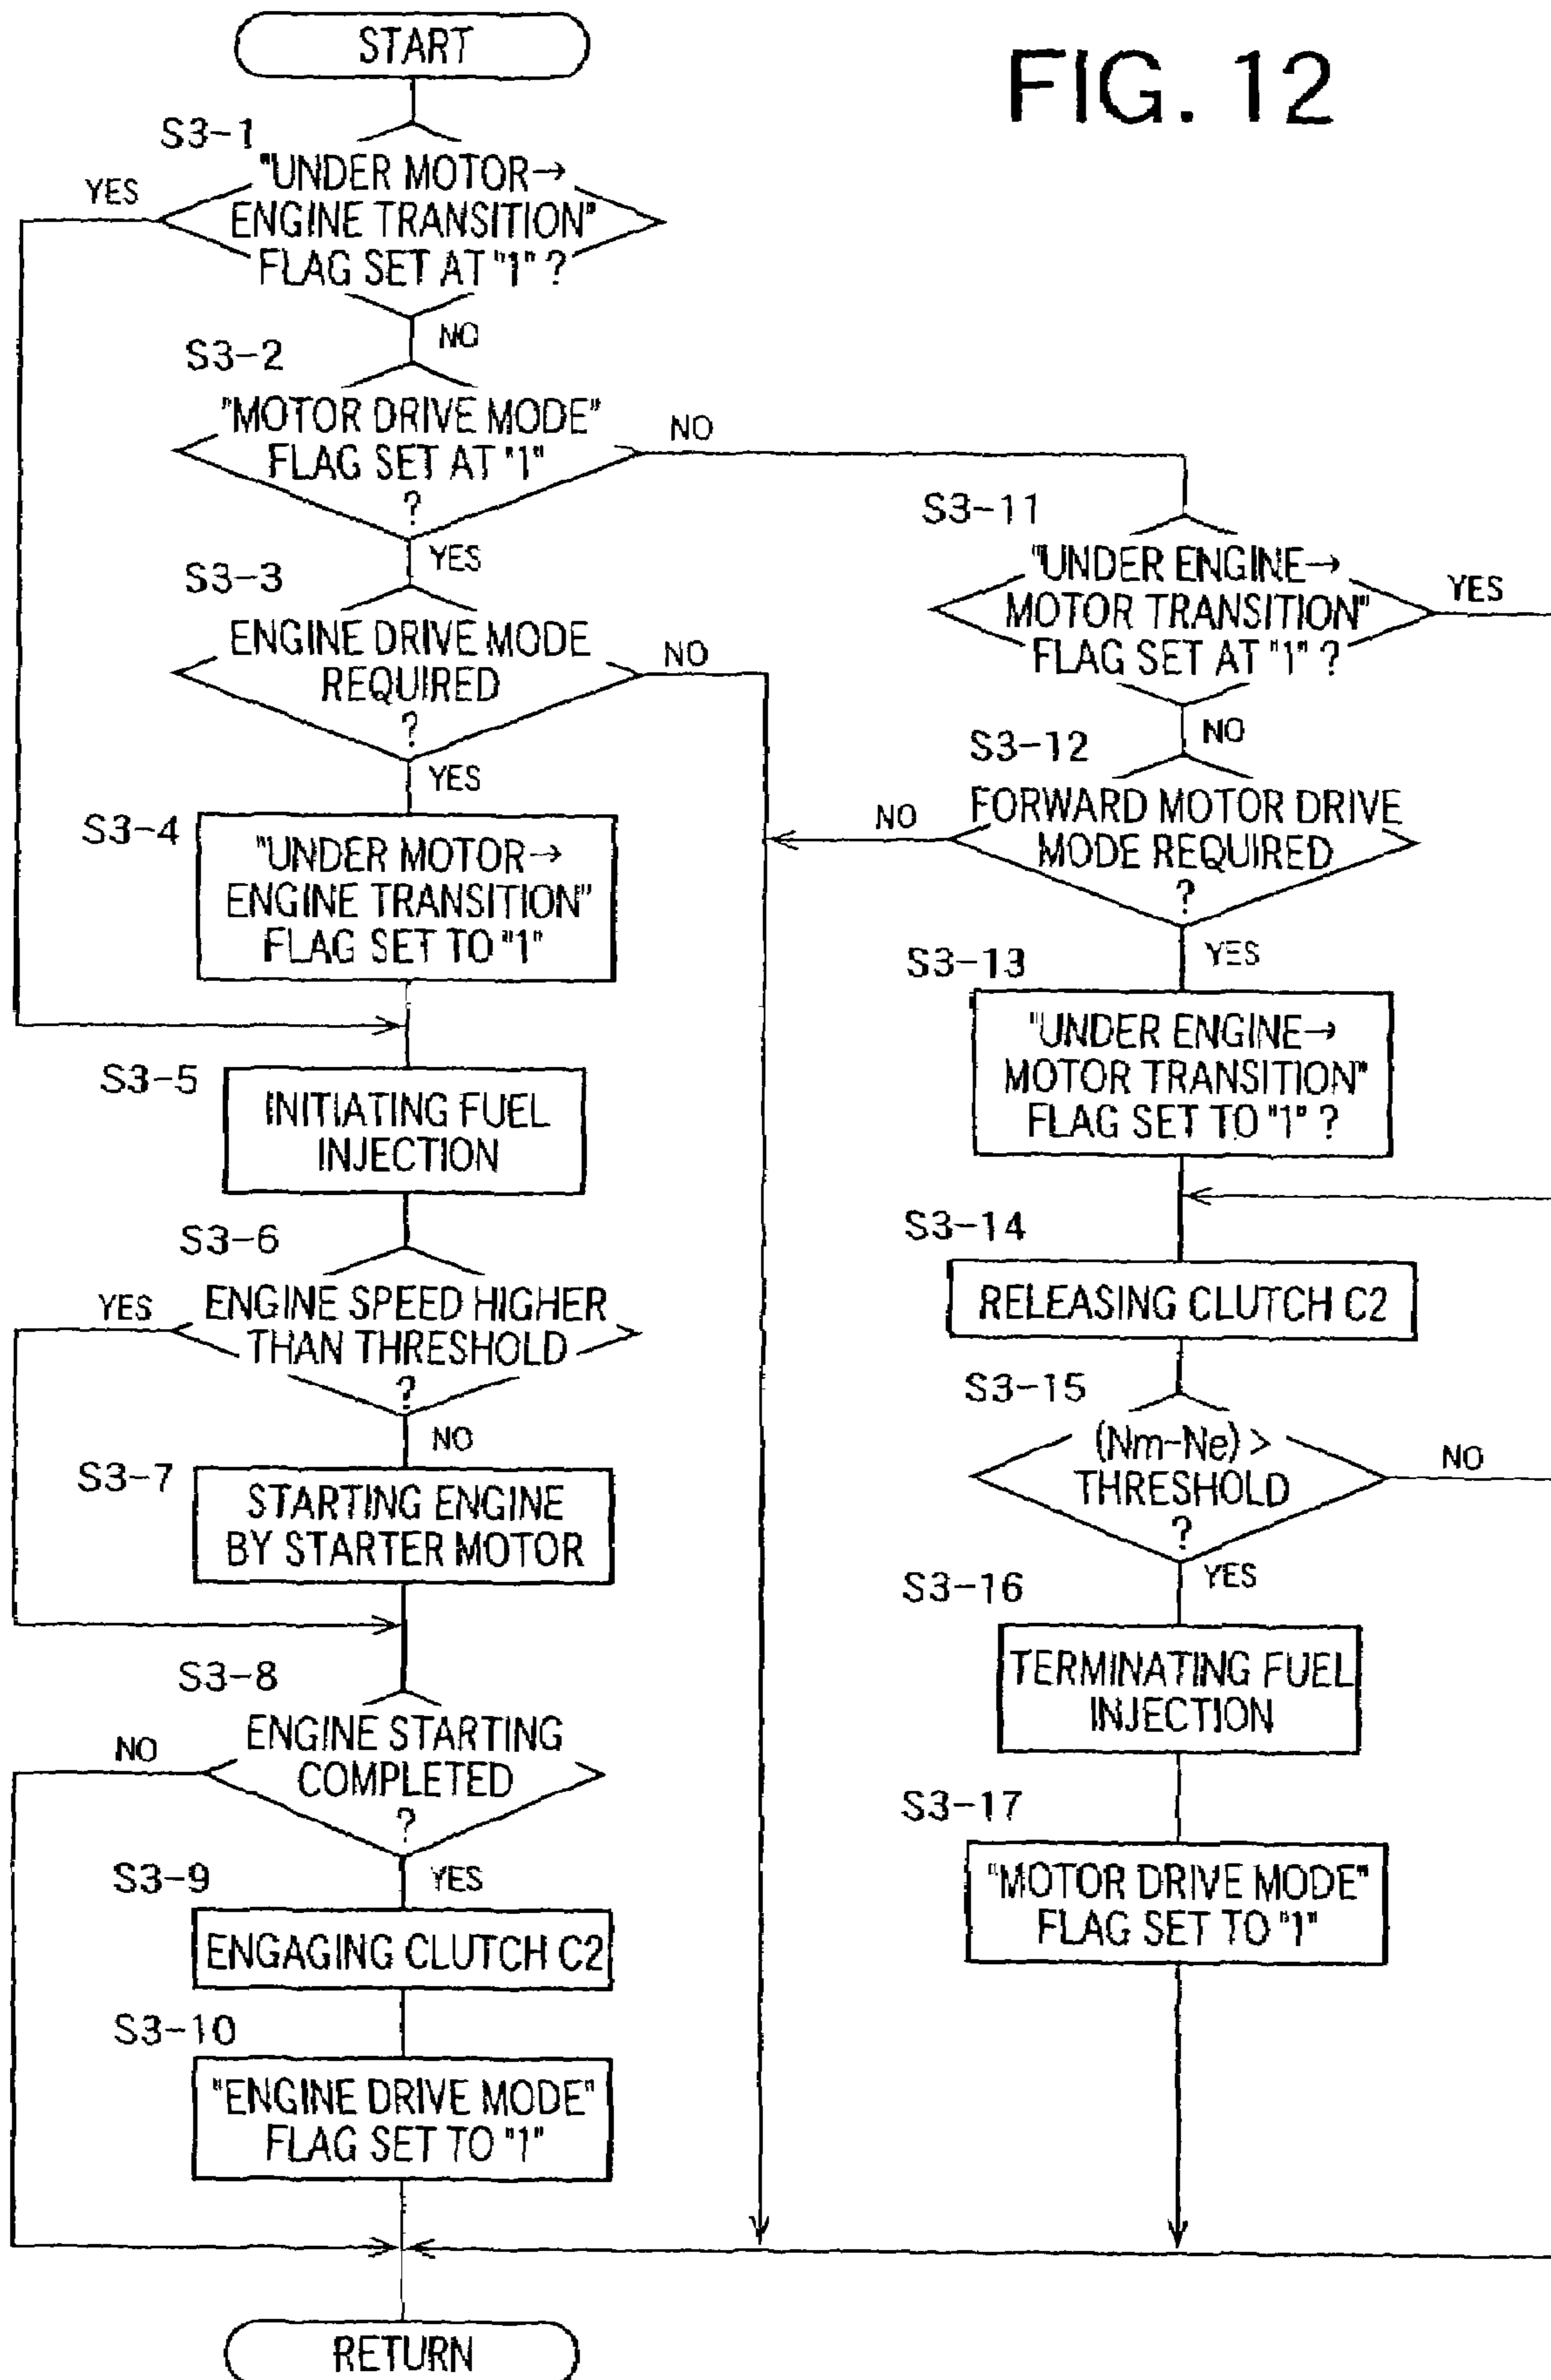 FIG. 12
START
S3-1
"UNDER MOTOR→
ENGINE TRANSITION"
FLAG SET AT "1" ?
YES
NO
S3-2
"MOTOR DRIVE MODE"
FLAG SET AT "1"
?
NO
YES
S3-3
ENGINE DRIVE MODE
REQUIRED
?
NO
YES
S3-4
"UNDER MOTOR→
ENGINE TRANSITION"
FLAG SET TO "1"
S3-5
INITIATING FUEL
INJECTION
S3-6
ENGINE SPEED HIGHER
THAN THRESHOLD
?
YES
NO
S3-7
STARTING ENGINE
BY STARTER MOTOR
S3-8
ENGINE STARTING
COMPLETED
?
NO
YES
S3-9
ENGAGING CLUTCH C2
S3-10
"ENGINE DRIVE MODE"
FLAG SET TO "1"
RETURN
S3-11
"UNDER ENGINE→
MOTOR TRANSITION"
FLAG SET AT "1" ?
YES
NO
S3-12
FORWARD MOTOR DRIVE
MODE REQUIRED
?
NO
YES
S3-13
"UNDER ENGINE→
MOTOR TRANSITION"
FLAG SET TO "1" ?
S3-14
RELEASING CLUTCH C2
S3-15
(Nm-Ne) >
THRESHOLD
?
NO
YES
S3-16
TERMINATING FUEL
INJECTION
S3-17
"MOTOR DRIVE MODE"
FLAG SET TO "1"